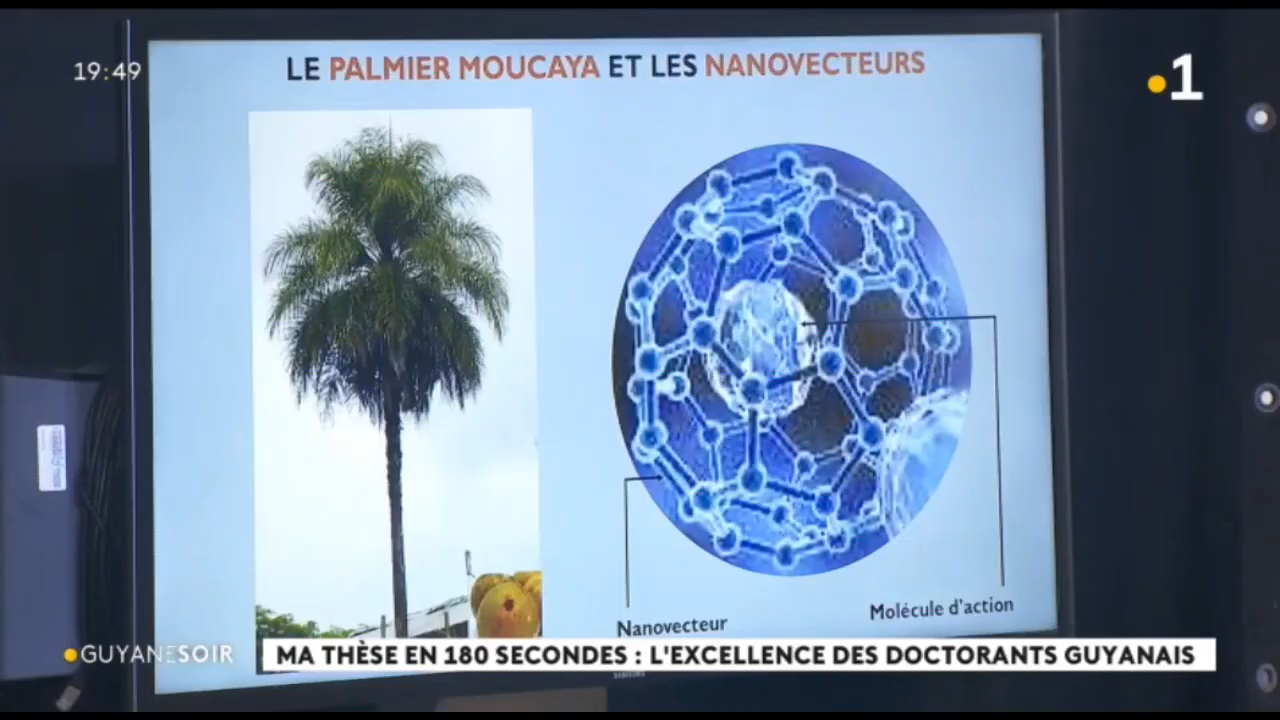 LE PALMIER MOUCAYA ET LES NANOVECTEURS
19:49
1
Molécule d'action
Nanovecteur
GUYANESOIR
MA THÈSE EN 180 SECONDES : L'EXCELLENCE DES DOCTORANTS GUYANAIS
SAMSUNG